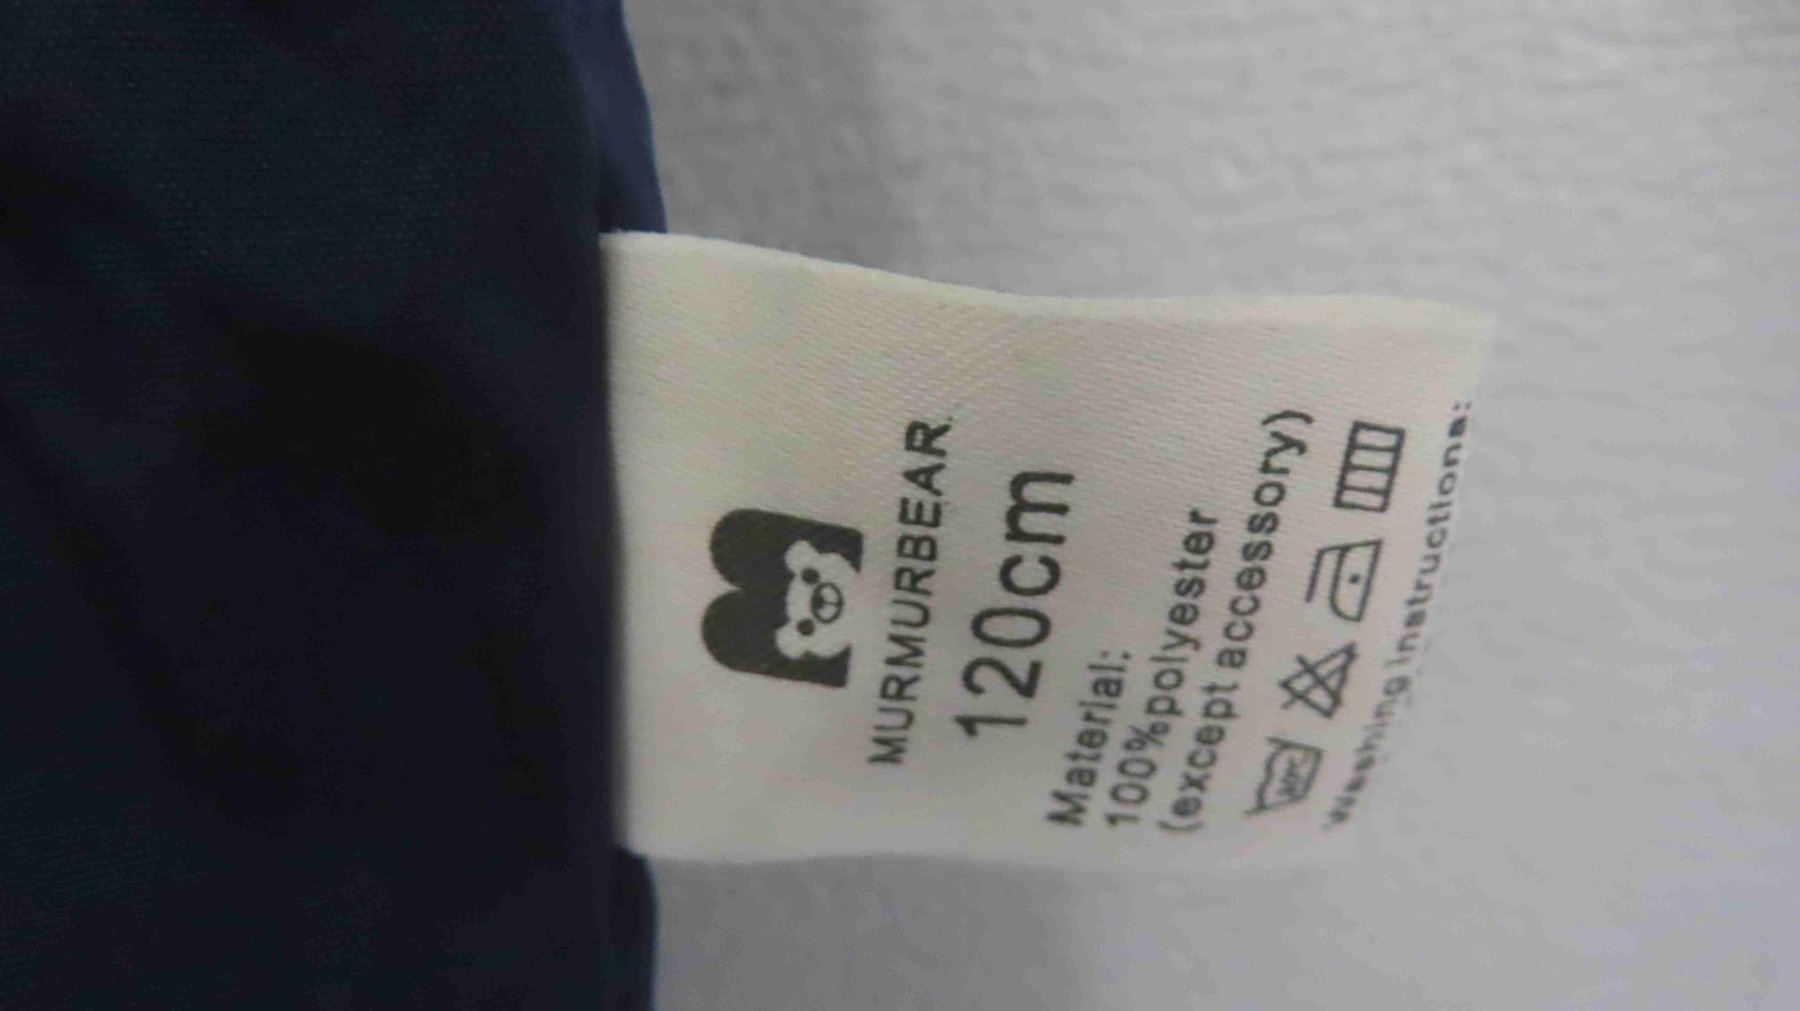 MURMURBEAR
120cm
Material:
100%polyester
(except accessory)
Washing instructions: